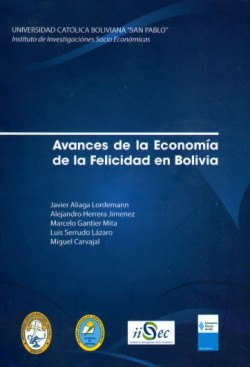 UNIVERSIDAD CATÓLICA BOLIVIANA "SAN PABLO"
Instituto de Investigaciónes Socio Económicas
Avances de la Economía
de la Felicidad en Bolivia
Javier Aliaga Lordemann
Alejandro Herrera Jimenez
Marcelo Gantier Mita
Luis Serrudo Lázaro
Miguel Carvajal
iiSec